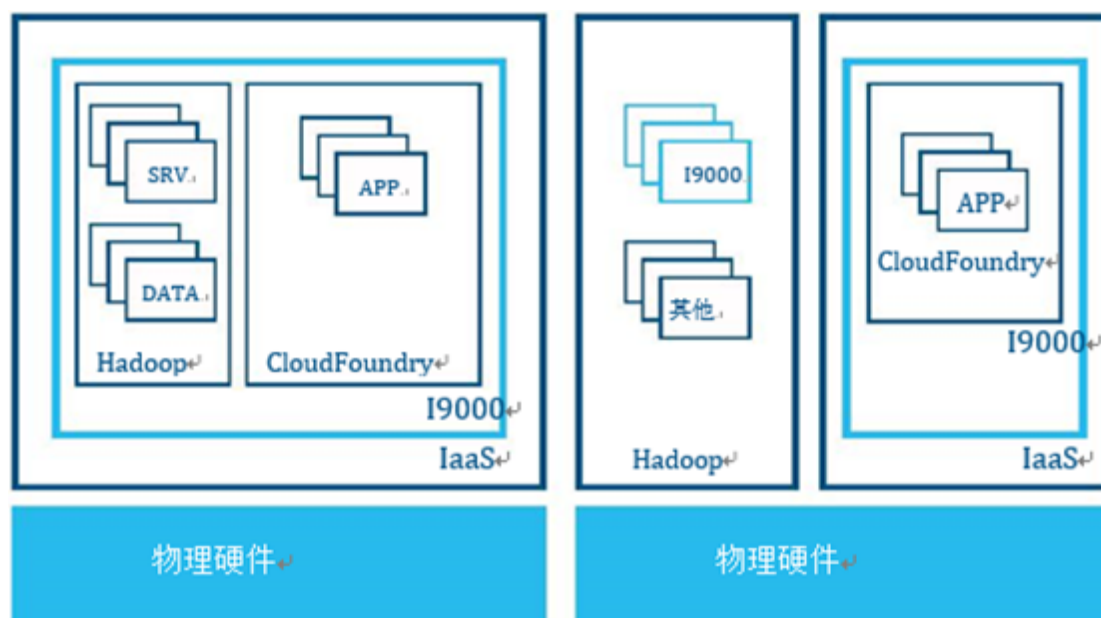 SRV
DATA
Hadoop
APP
CloudFoundry
I9000
IaaS
物理硬件
I9000
其他
Hadoop
APP
CloudFoundry
I9000
IaaS
物理硬件